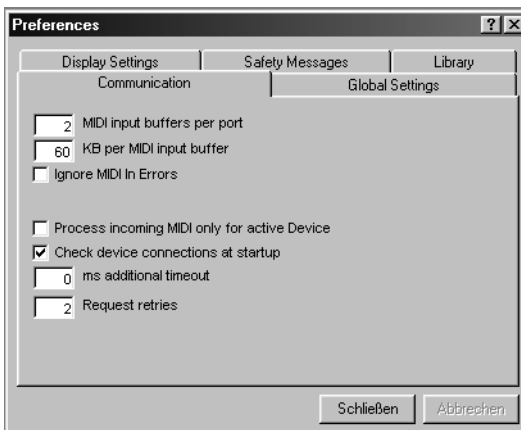 Preferences
Display Settings Safety Messages Library
Communication Global Settings
2 MIDI input buffers per port
60 KB per MIDI input buffer
Ignore MIDI In Errors
Process incoming MIDI only for active Device
Check device connections at startup
0 ms additional timeout
2 Request retries
Schließen Abbrechen